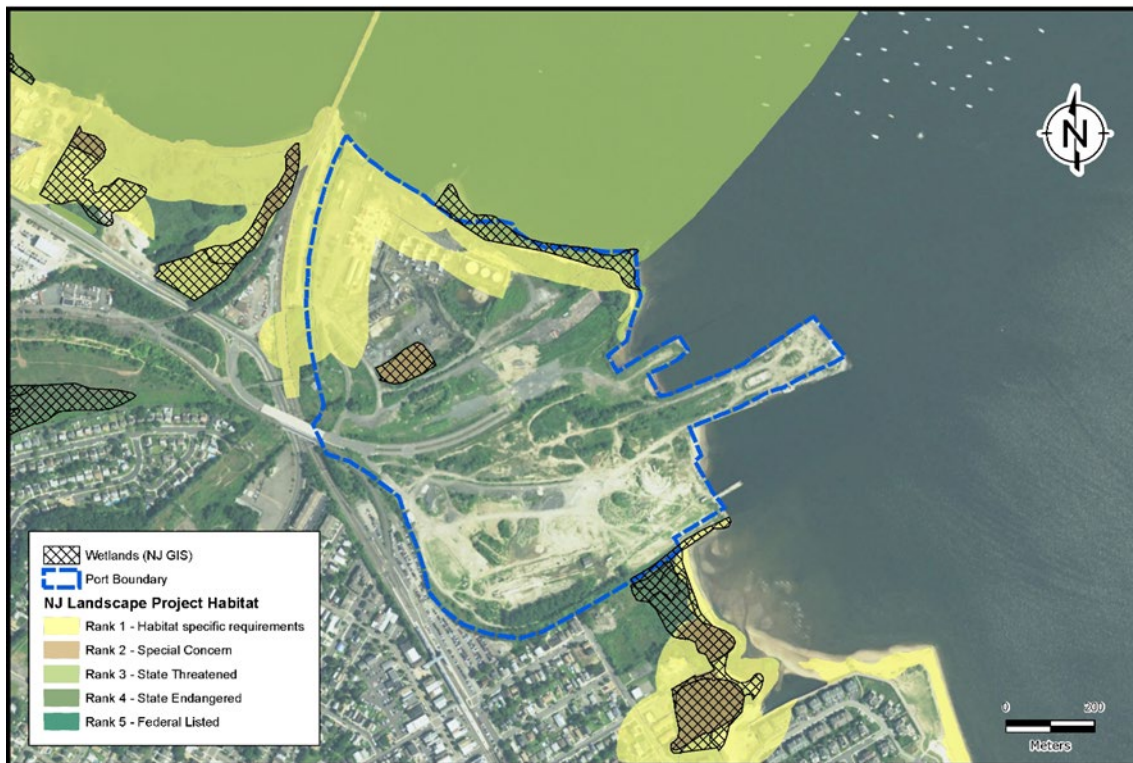 N
Wetlands (NJ GIS)
Port Boundary
NJ Landscape Project Habitat
Rank 1 - Habitat specific requirements
Rank 2 - Special Concern
Rank 3 - State Threatened
Rank 4 - State Endangered
Rank 5 - Federal Listed
0 200
Meters